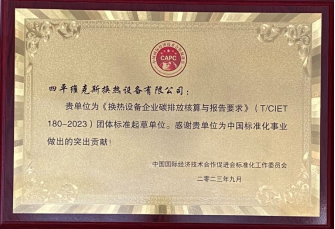 CAPC
四平维克斯换热设备有限公司：
贵单位为《换热设备企业碳排放核算与报告要求》（T/CIET
180-2023）团体标准起草单位。感谢贵单位为中国标准化事业
做出的突出贡献！
中国国际经济技术合作促进会标准化工作委员会
二〇二三年九月